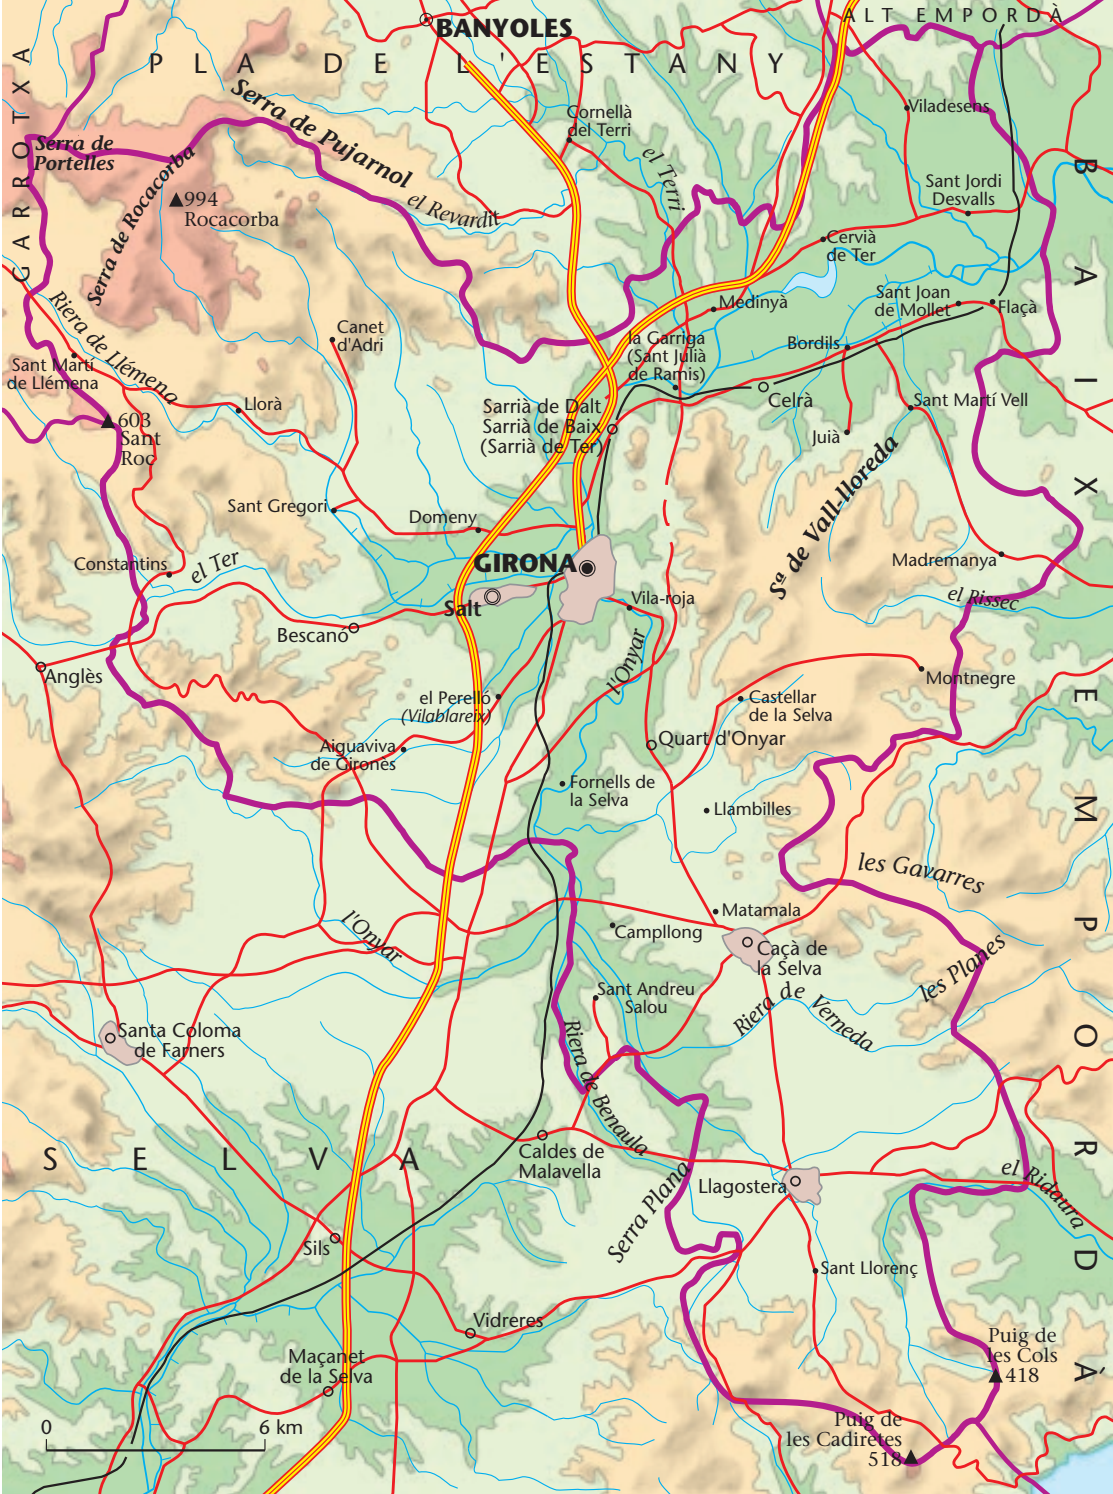 ALT EMPORDÀ
BANYOLES
PLA DE L'ESTANY
GARROTXA
Serra de Pujarnol
Cornellà
del Terri
Viladesens
Serra de
Portelles
Serra de Rocacorba
994
Rocacorba
el Revardit
el Terri
Sant Jordi
Desvalls
Cervià
de Ter
BAIX EMPORDÀ
Riera de Llémena
Canet
d'Adri
Medinyà
Sant Joan
de Mollet
Flaçà
la Garriga
(Sant Julià
de Ramis)
Bordils
Sant Martí
de Llémena
Llorà
603
Sant
Roc
Sarrià de Dalt
Sarrià de Baix
(Sarrià de Ter)
Celrà
Sant Martí Vell
Juià
Sª de Vall-lloreda
Sant Gregori
Domeny
Constantins
el Ter
GIRONA
Salt
Madremanya
el Rissec
Vila-roja
Bescanó
Anglès
l'Onyar
Montnegre
el Perelló
(Vilablareix)
Castellar
de la Selva
Aiguaviva
de Gironès
Quart d'Onyar
Fornells de
la Selva
Llambilles
les Gavarres
l'Onyar
Matamala
Campllong
Caçà de
la Selva
les Planes
Sant Andreu
Salou
Riera de Verneda
Santa Coloma
de Farners
Riera de Benaula
SELVA
Caldes de
Malavella
Llagostera
el Ridaura
Serra Plana
Sils
Sant Llorenç
Vidreres
Maçanet
de la Selva
Puig de
les Cols
418
0 6 km
Puig de
les Cadiretes
518